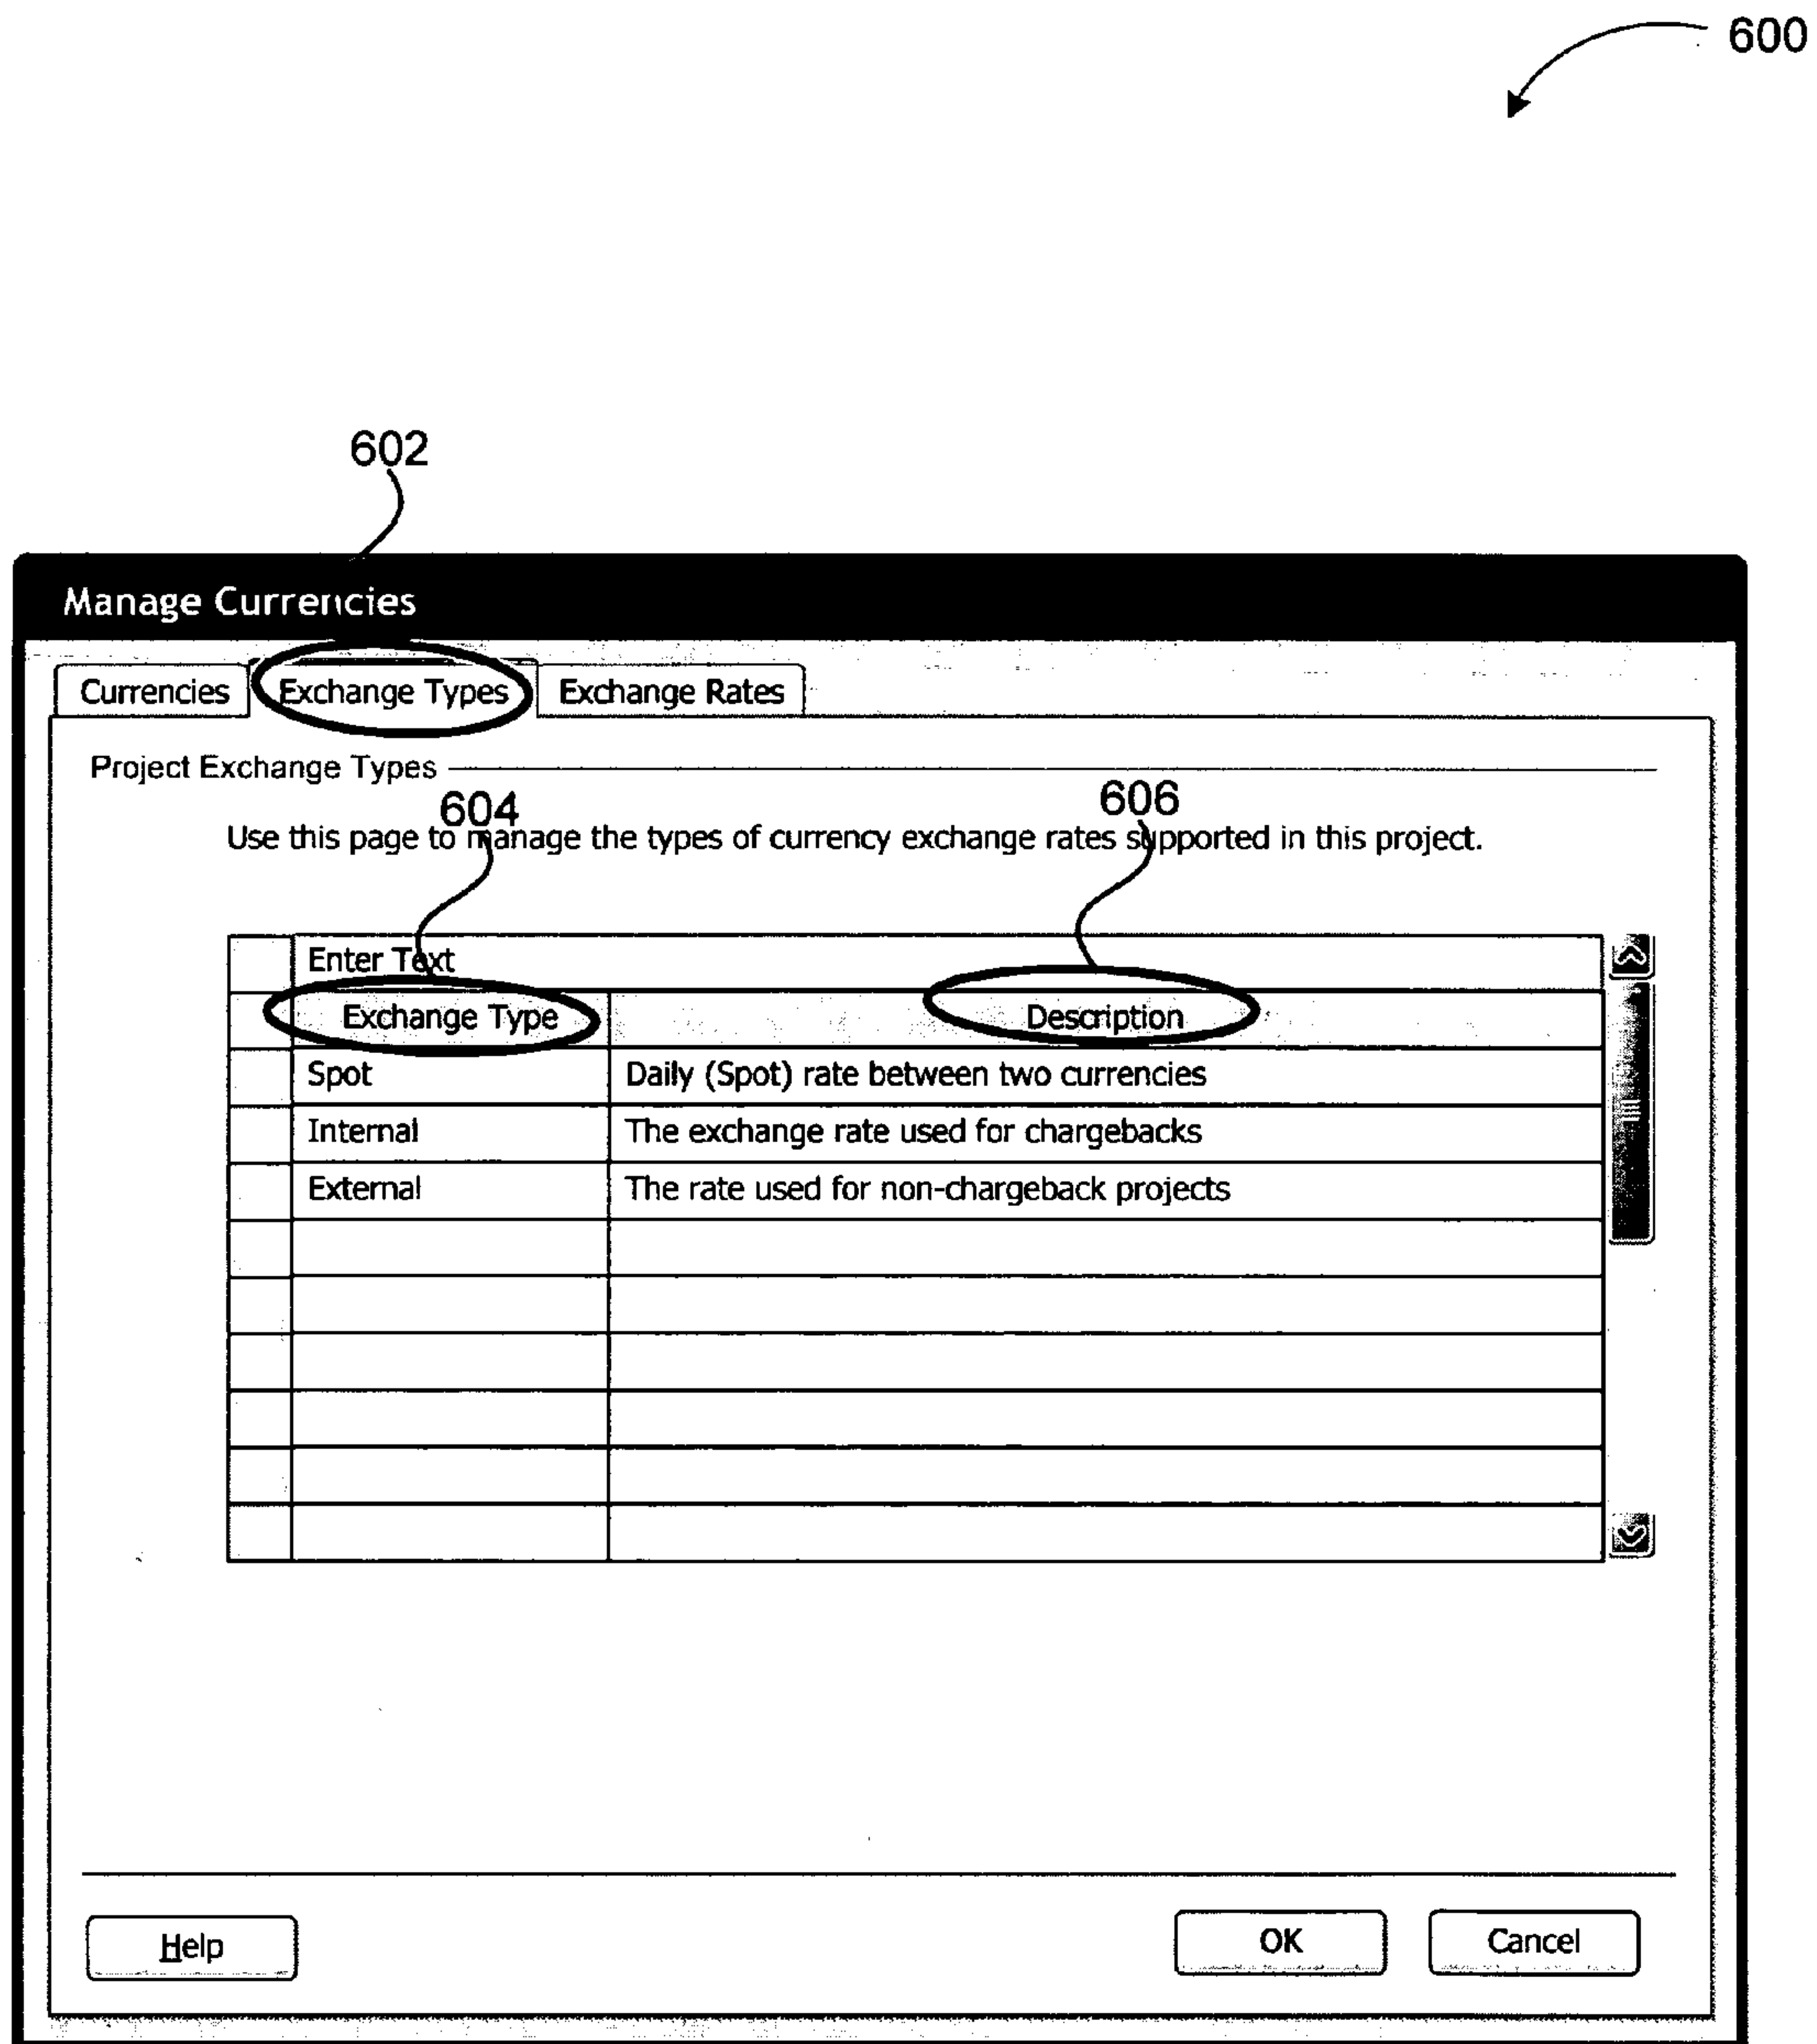 600
602
Manage Currencies
Currencies Exchange Types Exchange Rates
Project Exchange Types
604 606
Use this page to manage the types of currency exchange rates supported in this project.
Enter Text
Exchange Type Description
Spot Daily (Spot) rate between two currencies
Internal The exchange rate used for chargebacks
External The rate used for non-chargeback projects
Help OK Cancel